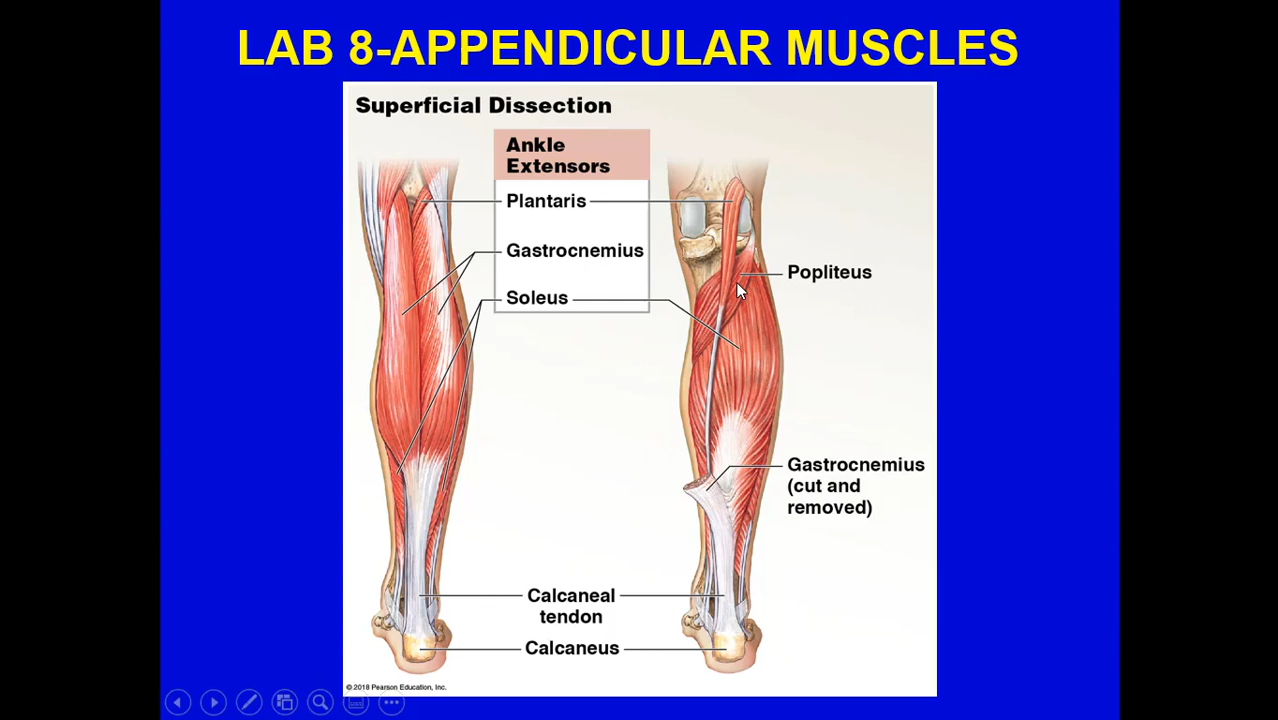 LAB 8-APPENDICULAR MUSCLES
Superficial Dissection
Ankle
Extensors
Plantaris
Gastrocnemius
Soleus
Popliteus
Gastrocnemius
(cut and
removed)
Calcaneal
tendon
Calcaneus
© 2018 Pearson Education, Inc.